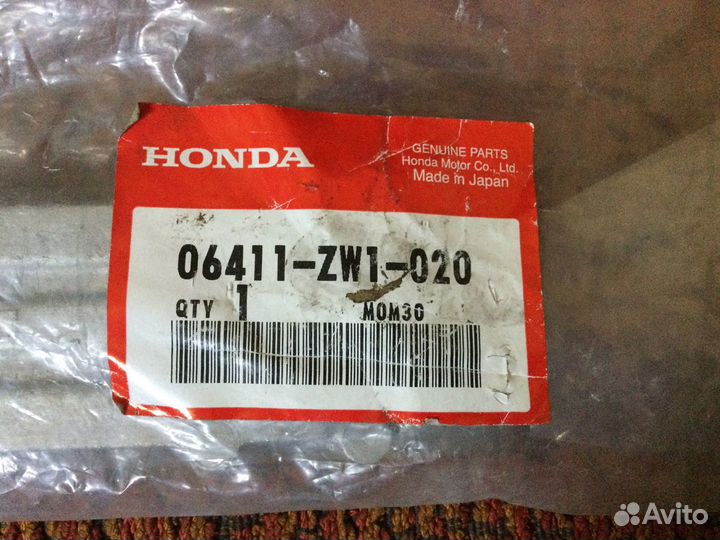 HONDA
GENUINE PARTS
Honda Motor Co., Ltd.
Made in Japan
06411-ZW1-020
QTY 1 MOM30
Avito